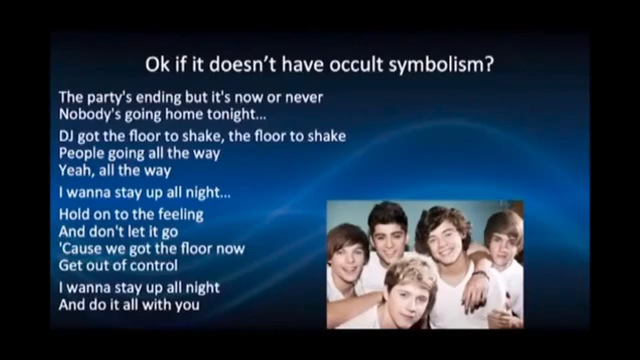 Ok if it doesn't have occult symbolism?
The party's ending but it's now or never
Nobody's going home tonight...
DJ got the floor to shake, the floor to shake
People going all the way
Yeah, all the way
I wanna stay up all night...
Hold on to the feeling
And don't let it go
'Cause we got the floor now
Get out of control
I wanna stay up all night
And do it all with you